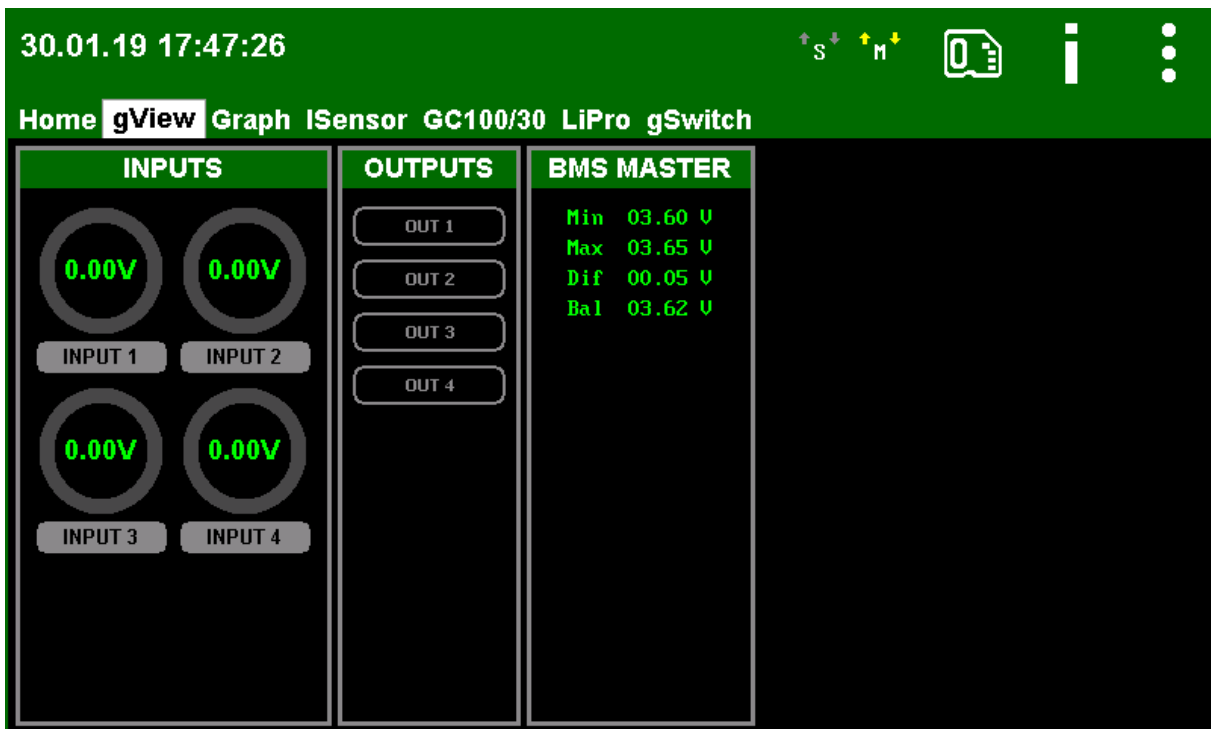 30.01.19 17:47:26
S M
Home gView Graph ISensor GC100/30 LiPro gSwitch
INPUTS
0.00V 0.00V
INPUT 1 INPUT 2
0.00V 0.00V
INPUT 3 INPUT 4
OUTPUTS
OUT 1
OUT 2
OUT 3
OUT 4
BMS MASTER
Min 03.60 V
Max 03.65 V
Dif 00.05 V
Bal 03.62 V